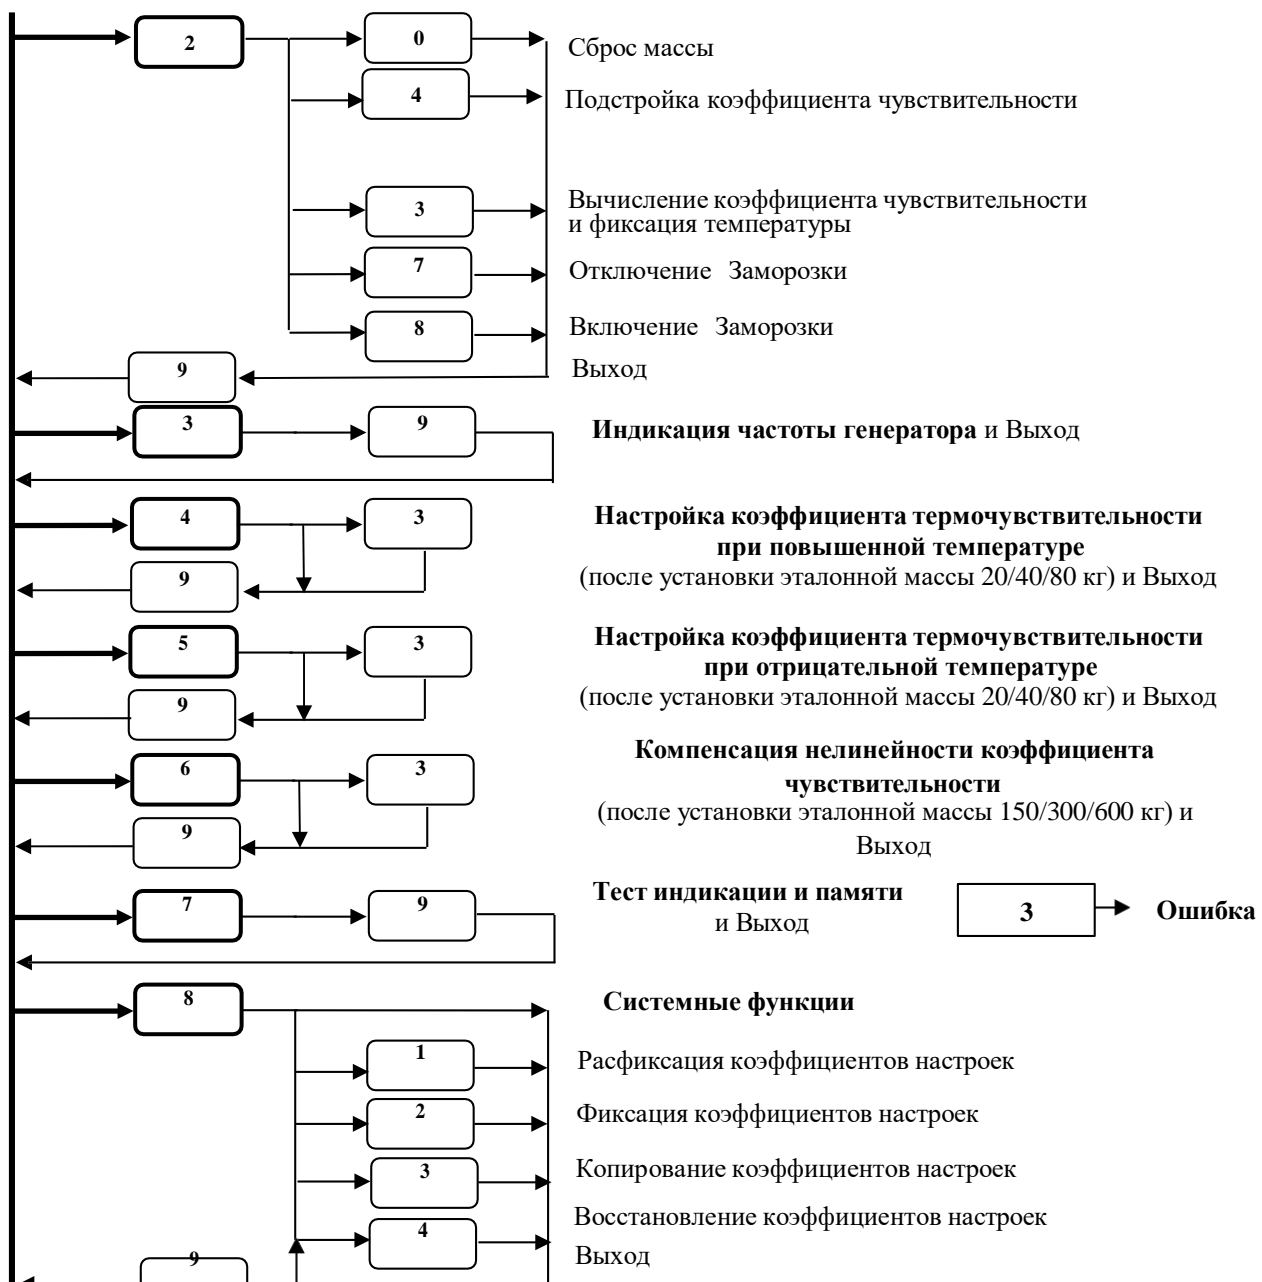 2
0
Сброс массы
4
Подстройка коэффициента чувствительности
3
Вычисление коэффициента чувствительности
и фиксация температуры
7
Отключение Заморозки
8
Включение Заморозки
9
Выход
3
9
Индикация частоты генератора и Выход
4
3
Настройка коэффициента термочувствительности
при повышенной температуре
(после установки эталонной массы 20/40/80 кг) и Выход
9
5
3
Настройка коэффициента термочувствительности
при отрицательной температуре
(после установки эталонной массы 20/40/80 кг) и Выход
9
6
3
Компенсация нелинейности коэффициента
чувствительности
(после установки эталонной массы 150/300/600 кг) и
Выход
9
7
9
Тест индикации и памяти
и Выход
3
Ошибка
8
Системные функции
1
Расфиксация коэффициентов настроек
2
Фиксация коэффициентов настроек
3
Копирование коэффициентов настроек
4
Восстановление коэффициентов настроек
9
Выход